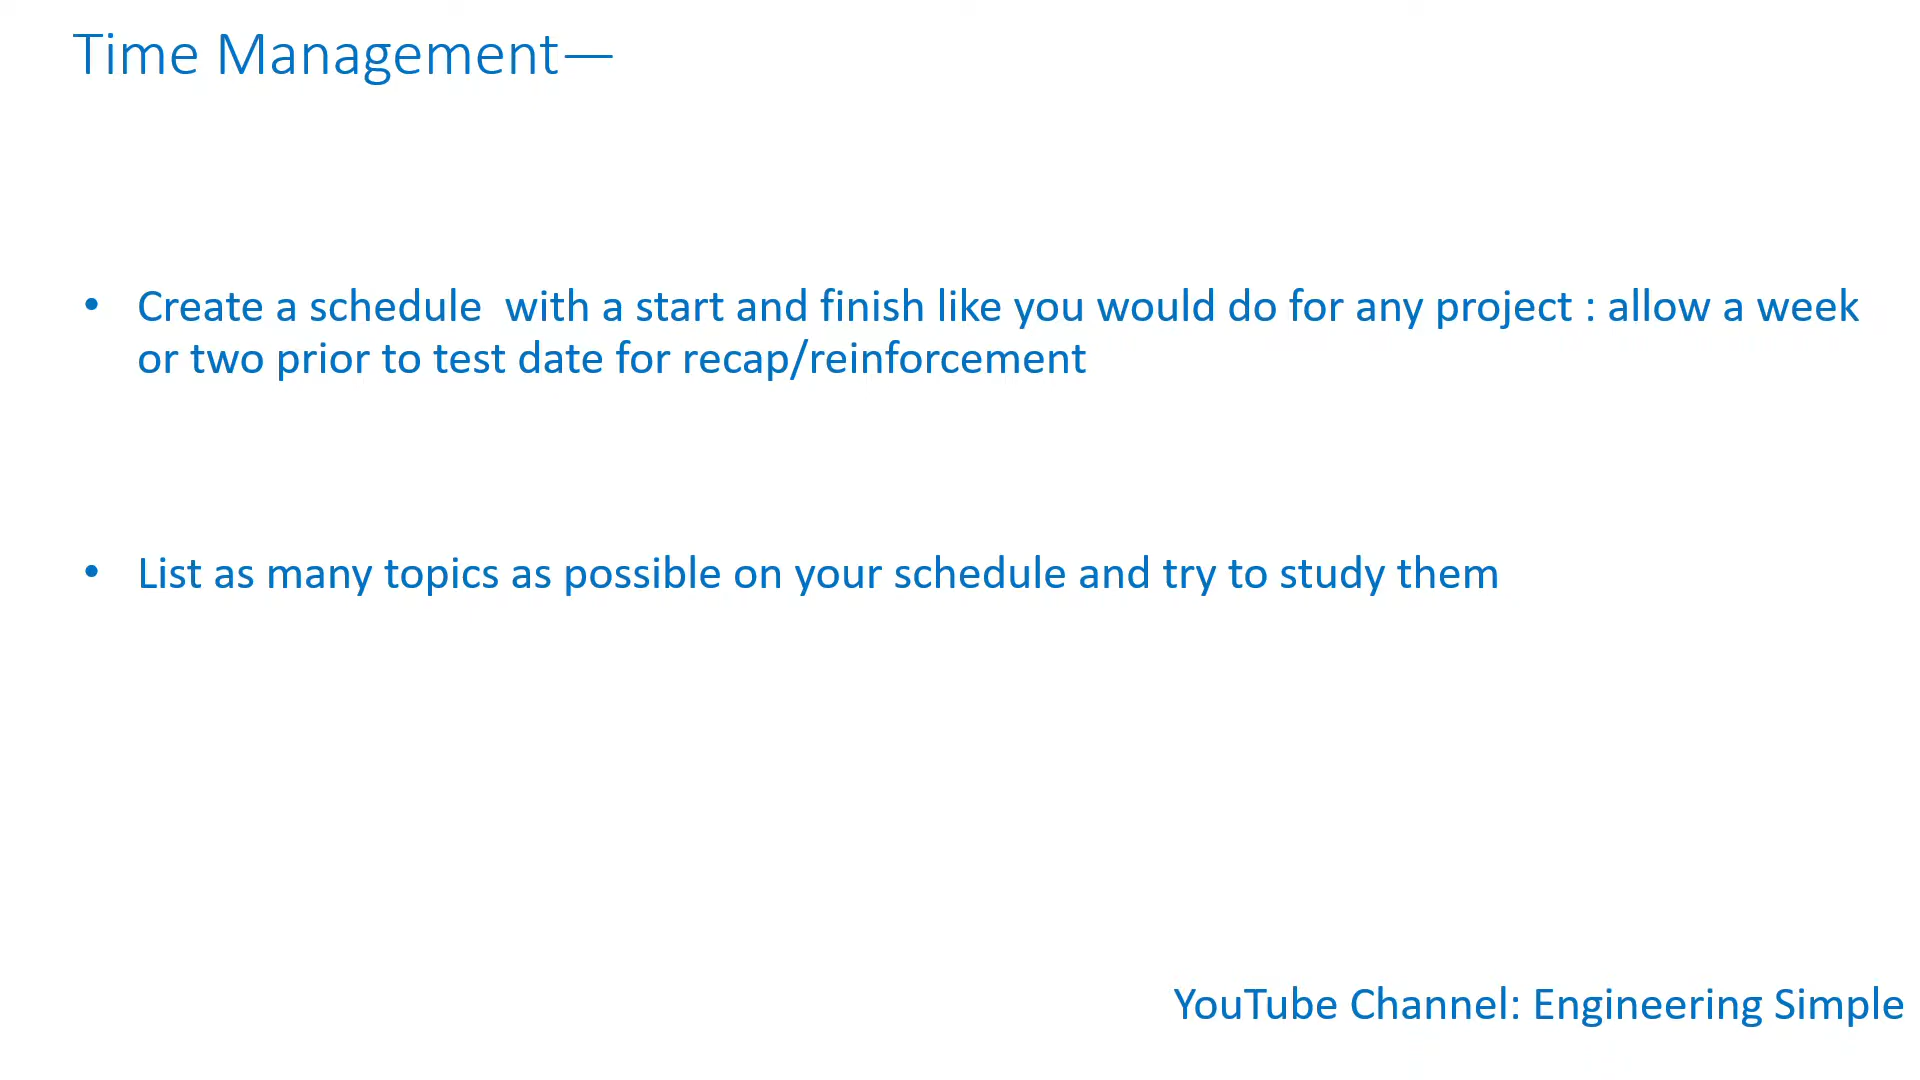 Time Management—
• Create a schedule  with a start and finish like you would do for any project : allow a week
or two prior to test date for recap/reinforcement
• List as many topics as possible on your schedule and try to study them
YouTube Channel: Engineering Simple